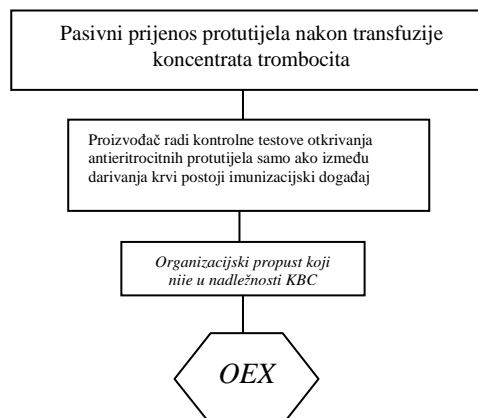 Pasivni prijenos protutijela nakon transfuzije
koncentrata trombocita
Proizvođač radi kontrolne testove otkrivanja
antieritrocitnih protutijela samo ako između
darivanja krvi postoji imunizacijski događaj
Organizacijski propust koji
nije u nadležnosti KBC
OEX